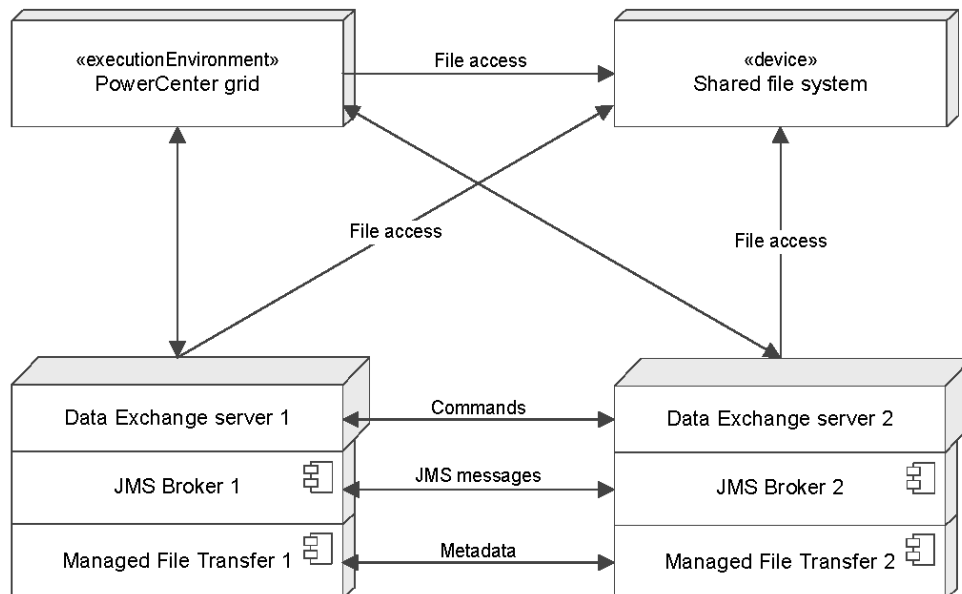 «executionEnvironment»
PowerCenter grid
File access
«device»
Shared file system
File access
File access
Data Exchange server 1
Commands
Data Exchange server 2
JMS Broker 1
JMS messages
JMS Broker 2
Managed File Transfer 1
Metadata
Managed File Transfer 2